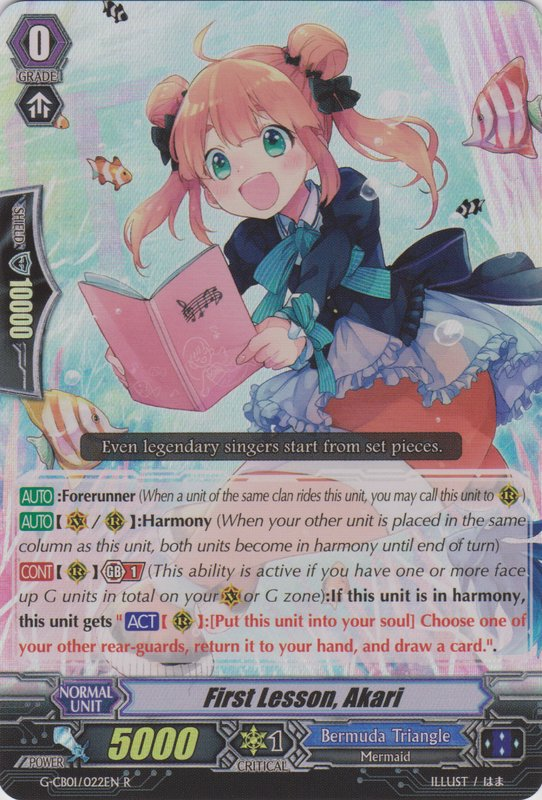 0
GRADE
SHIELD
10000
Even legendary singers start from set pieces.
AUTO:Forerunner (When a unit of the same clan rides this unit, you may call this unit to R)
AUTO【 V / R 】:Harmony (When your other unit is placed in the same
column as this unit, both units become in harmony until end of turn)
CONT【 R 】GB 1 (This ability is active if you have one or more face
up G units in total on your V or G zone):If this unit is in harmony,
this unit gets "ACT【 R 】:[Put this unit into your soul] Choose one of
your other rear-guards, return it to your hand, and draw a card.".
NORMAL
UNIT
First Lesson, Akari
POWER
5000
1
CRITICAL
Bermuda Triangle
Mermaid
G-CB01/022EN R
ILLUST / はま